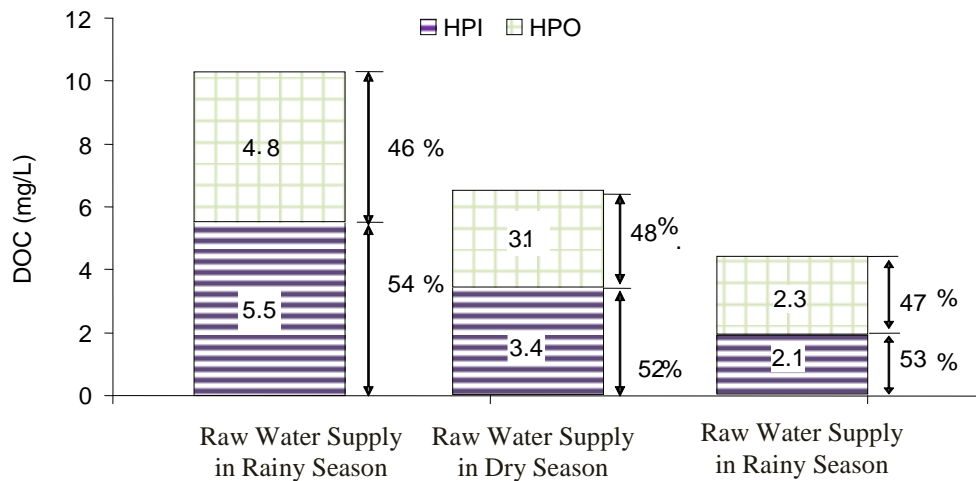 12
HPI HPO
10
8
6
4
2
0
DOC (mg/L)
4.8
46 %
5.5
54 %
31
48%.
3.4
52%
2.3
47 %
2.1
53 %
Raw Water Supply
in Rainy Season
Raw Water Supply
in Dry Season
Raw Water Supply
in Rainy Season